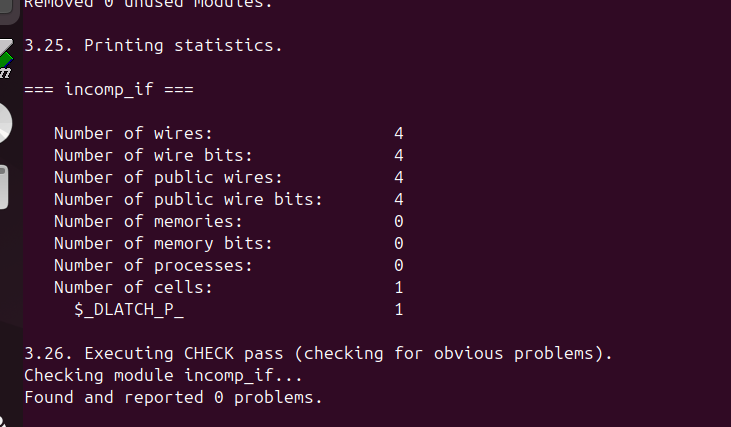 Removed 0 unused modules.
3.25. Printing statistics.
=== incomp_if ===
Number of wires: 4
Number of wire bits: 4
Number of public wires: 4
Number of public wire bits: 4
Number of memories: 0
Number of memory bits: 0
Number of processes: 0
Number of cells: 1
$_DLATCH_P_ 1
3.26. Executing CHECK pass (checking for obvious problems).
Checking module incomp_if...
Found and reported 0 problems.